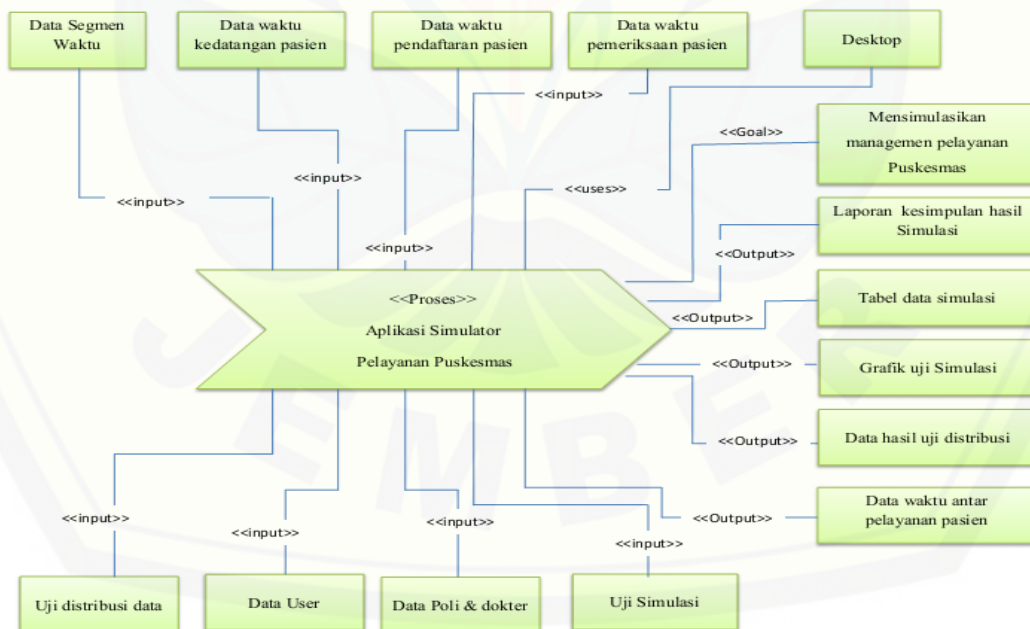 Data Segmen
Waktu
Data waktu
kedatangan pasien
Data waktu
pendaftaran pasien
Data waktu
pemeriksaan pasien
Desktop
<<input>>
<<Goal>>
Mensimulasikan
managemen pelayanan
Puskesmas
<<input>>
<<uses>>
<<input>>
<<input>>
Laporan kesimpulan hasil
Simulasi
<<Output>>
<<Proses>>
Aplikasi Simulator
Pelayanan Puskesmas
<<Output>>
Tabel data simulasi
<<Output>>
Grafik uji Simulasi
<<Output>>
Data hasil uji distribusi
<<Output>>
Data waktu antar
pelayanan pasien
<<input>>
<<input>>
<<input>>
<<input>>
Uji distribusi data
Data User
Data Poli & dokter
Uji Simulasi
JEMBER